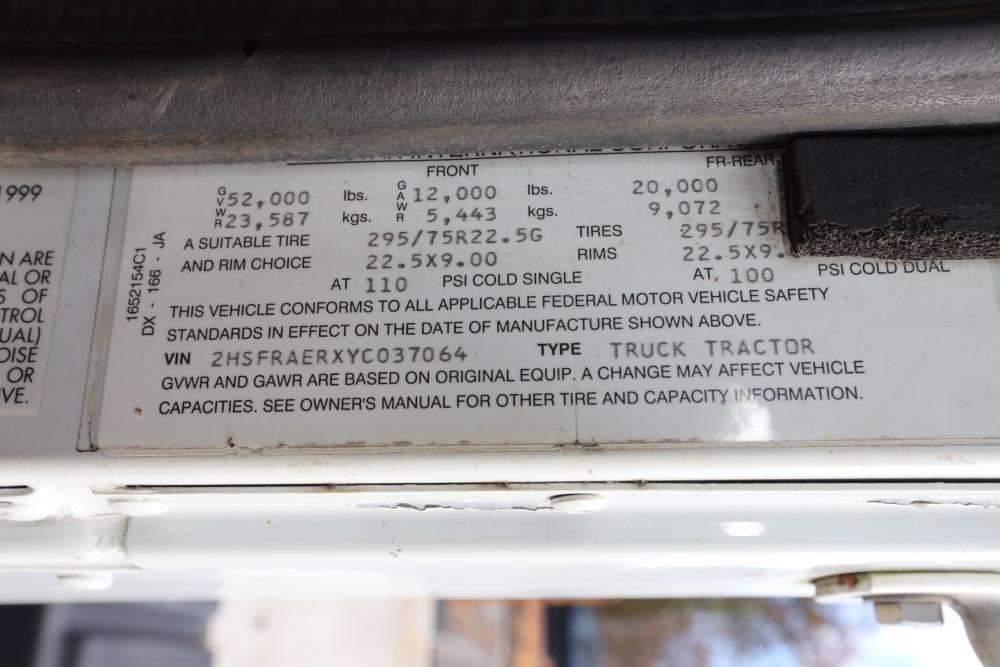 INTERNATIONAL
FRONT FR-REAR
GVWR 52,000 lbs. GAWR 12,000 lbs. 20,000
23,587 kgs. 5,443 kgs. 9,072
A SUITABLE TIRE 295/75R22.5G TIRES 295/75R
AND RIM CHOICE 22.5X9.00 RIMS 22.5X9.
AT 110 PSI COLD SINGLE AT 100 PSI COLD DUAL
THIS VEHICLE CONFORMS TO ALL APPLICABLE FEDERAL MOTOR VEHICLE SAFETY
STANDARDS IN EFFECT ON THE DATE OF MANUFACTURE SHOWN ABOVE.
VIN 2HSFRAERXYC037064 TYPE TRUCK TRACTOR
GVWR AND GAWR ARE BASED ON ORIGINAL EQUIP. A CHANGE MAY AFFECT VEHICLE
CAPACITIES. SEE OWNER'S MANUAL FOR OTHER TIRE AND CAPACITY INFORMATION.
1652154C1
DX - 166 - JA
1999
N ARE
AL OR
S OF
TROL
UAL)
OISE
OR
VE.